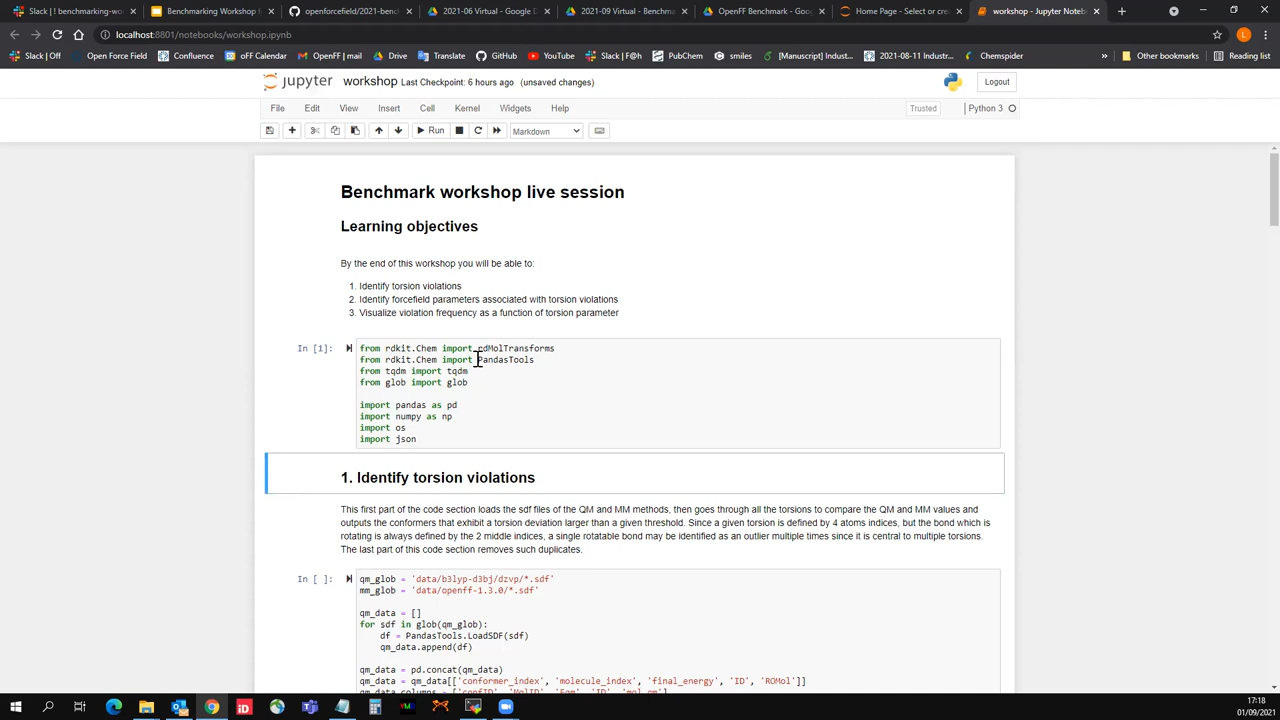 Slack | ! benchmarking-wor
Benchmarking Workshop F
openforcefield/2021-benc
2021-06 Virtual - Google D
2021-09 Virtual - Benchma
OpenFF Benchmark - Goog
Home Page - Select or cre
workshop - Jupyter Noteb
localhost:8801/notebooks/workshop.ipynb
Slack | Off
Open Force Field
Confluence
oFF Calendar
OpenFF | mail
Drive
Translate
GitHub
YouTube
Slack | F@h
PubChem
smiles
[Manuscript] Indust...
2021-08-11 Industr...
Chemspider
»
Other bookmarks
Reading list
jupyter workshop Last Checkpoint: 6 hours ago (unsaved changes)
Logout
File Edit View Insert Cell Kernel Widgets Help
Trusted
Python 3
Run
Markdown
Benchmark workshop live session
Learning objectives
By the end of this workshop you will be able to:
1. Identify torsion violations
2. Identify forcefield parameters associated with torsion violations
3. Visualize violation frequency as a function of torsion parameter
In [1]:
from rdkit.Chem import rdMolTransforms
from rdkit.Chem import PandasTools
from tqdm import tqdm
from glob import glob
import pandas as pd
import numpy as np
import os
import json
1. Identify torsion violations
This first part of the code section loads the sdf files of the QM and MM methods, then goes through all the torsions to compare the QM and MM values and
outputs the conformers that exhibit a torsion deviation larger than a given threshold. Since a given torsion is defined by 4 atoms indices, but the bond which is
rotating is always defined by the 2 middle indices, a single rotatable bond may be identified as an outlier multiple times since it is central to multiple torsions.
The last part of this code section removes such duplicates.
In [ ]:
qm_glob = 'data/b3lyp-d3bj/dzvp/*.sdf'
mm_glob = 'data/openff-1.3.0/*.sdf'
qm_data = []
for sdf in glob(qm_glob):
df = PandasTools.LoadSDF(sdf)
qm_data.append(df)
qm_data = pd.concat(qm_data)
qm_data = qm_data[['conformer_index', 'molecule_index', 'final_energy', 'ID', 'ROMol']]
qm_data.columns = ['confID', 'MolID', 'Eqm', 'ID', 'mol_qm']
17:18
01/09/2021